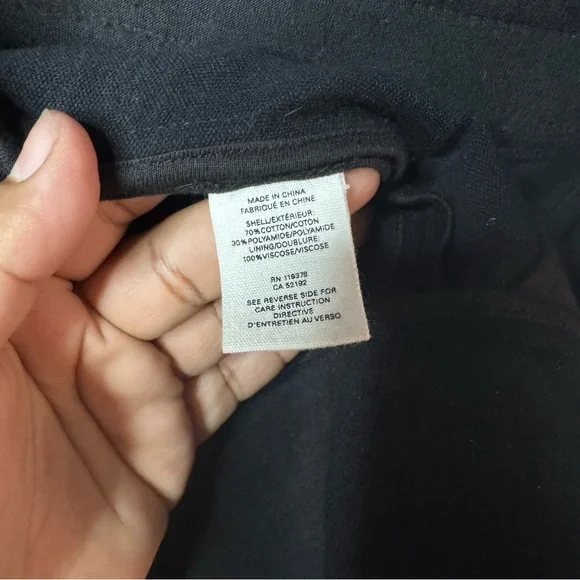 MADE IN CHINA
FABRIQUÉ EN CHINE
SHELL/EXTÉRIEUR:
70%COTTON/COTON
30%POLYAMIDE/POLYAMIDE
LINING/DOUBLURE:
100%VISCOSE/VISCOSE
RN 119378
CA 52192
SEE REVERSE SIDE FOR
CARE INSTRUCTION
DIRECTIVE
D'ENTRETIEN AU VERSO